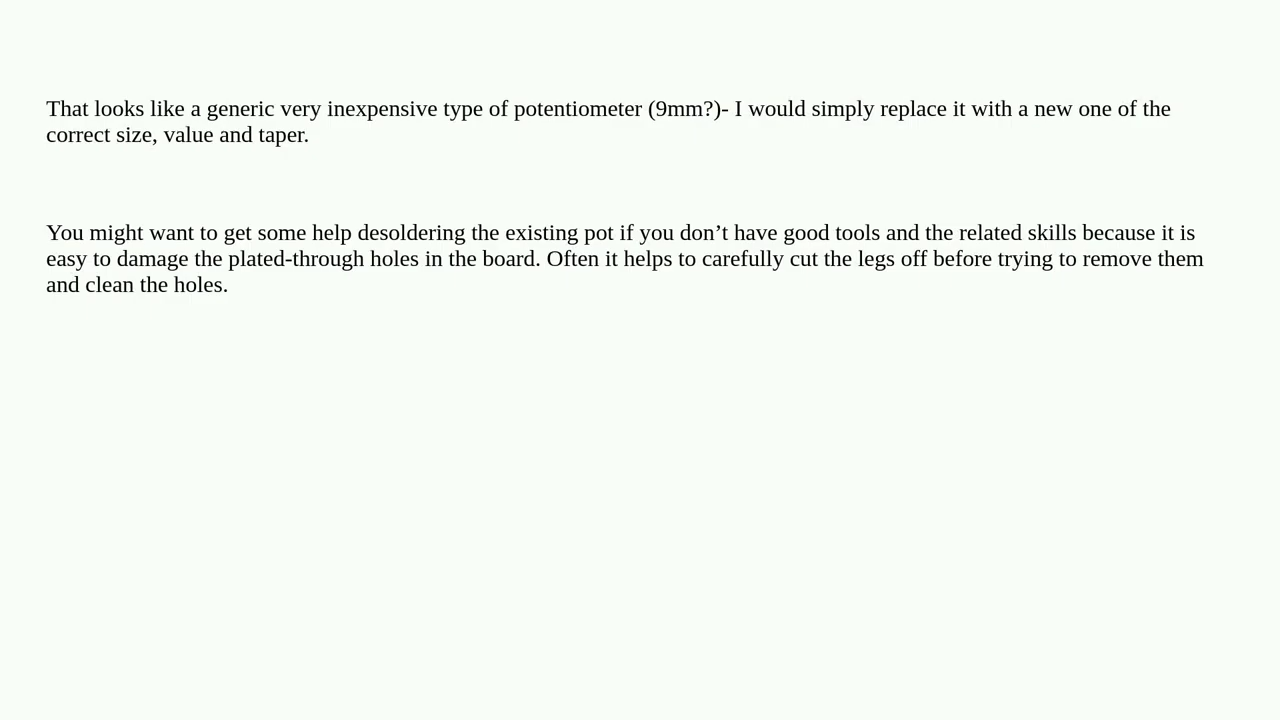 That looks like a generic very inexpensive type of potentiometer (9mm?)- I would simply replace it with a new one of the
correct size, value and taper.
You might want to get some help desoldering the existing pot if you don’t have good tools and the related skills because it is
easy to damage the plated-through holes in the board. Often it helps to carefully cut the legs off before trying to remove them
and clean the holes.